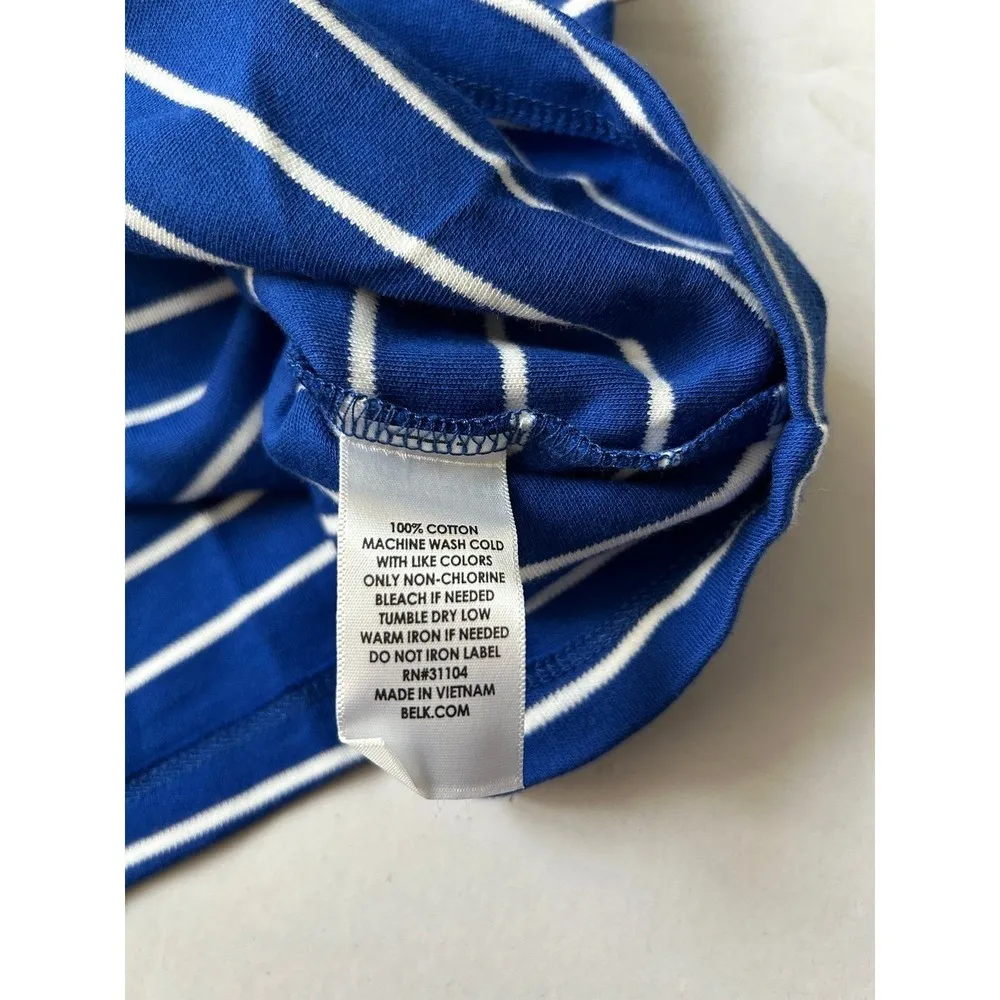 100% COTTON
MACHINE WASH COLD
WITH LIKE COLORS
ONLY NON-CHLORINE
BLEACH IF NEEDED
TUMBLE DRY LOW
WARM IRON IF NEEDED
DO NOT IRON LABEL
RN#31104
MADE IN VIETNAM
BELK.COM